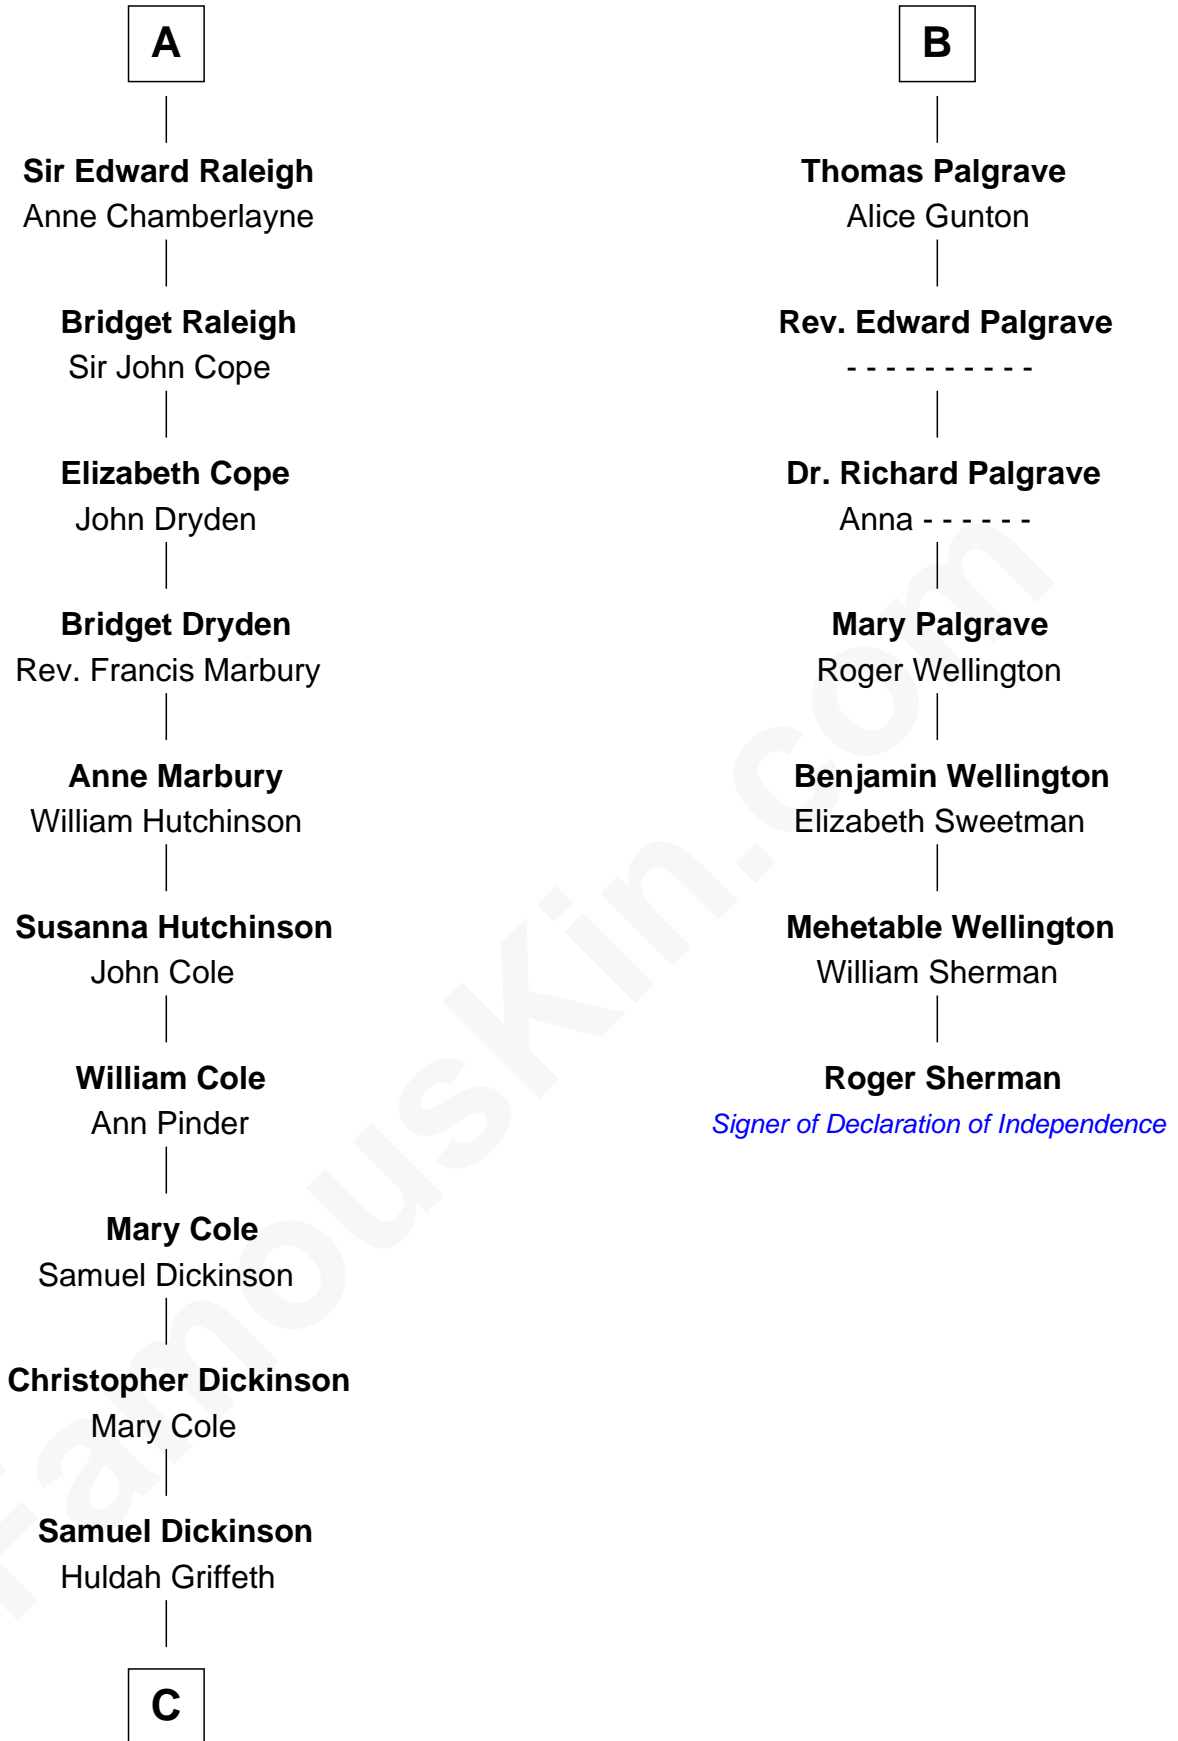 A
Sir Edward Raleigh
Anne Chamberlayne
Bridget Raleigh
Sir John Cope
Elizabeth Cope
John Dryden
Bridget Dryden
Rev. Francis Marbury
Anne Marbury
William Hutchinson
Susanna Hutchinson
John Cole
William Cole
Ann Pinder
Mary Cole
Samuel Dickinson
Christopher Dickinson
Mary Cole
Samuel Dickinson
Huldah Griffeth
C
B
Thomas Palgrave
Alice Gunton
Rev. Edward Palgrave
- - - - - - - - - -
Dr. Richard Palgrave
Anna - - - - - -
Mary Palgrave
Roger Wellington
Benjamin Wellington
Elizabeth Sweetman
Mehetable Wellington
William Sherman
Roger Sherman
Signer of Declaration of Independence
FamousKin.com